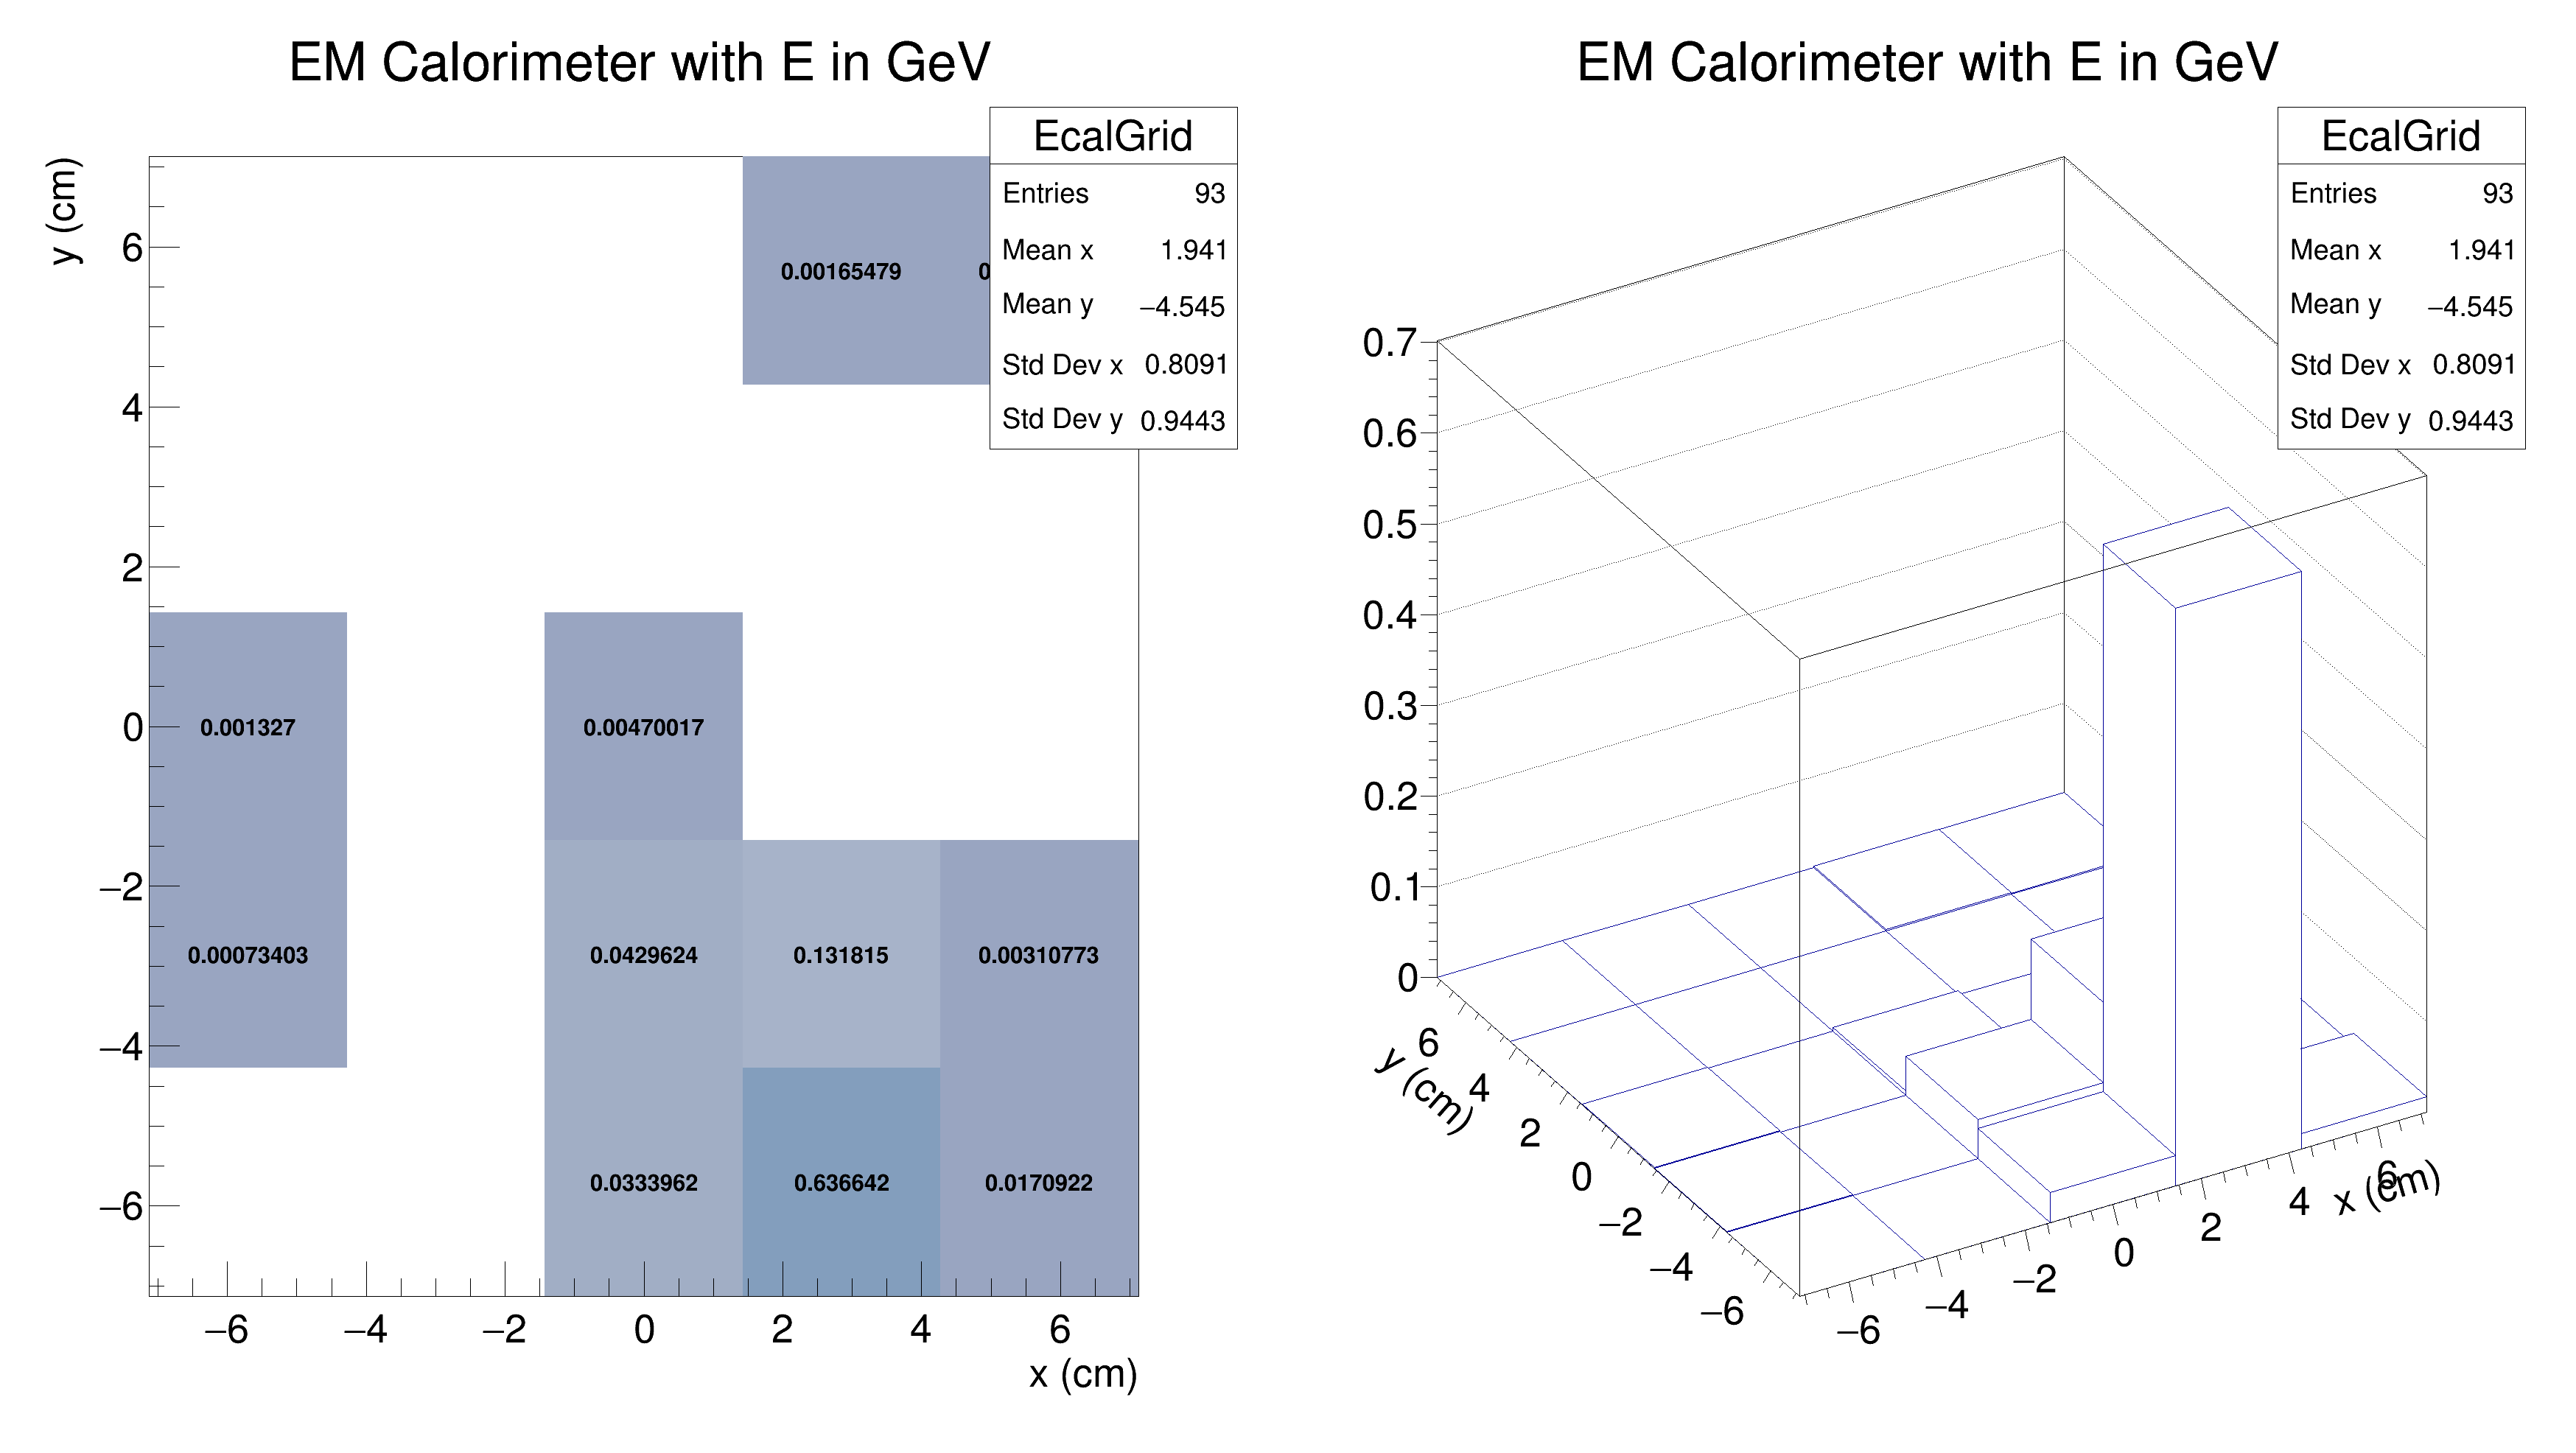 EM Calorimeter with E in GeV
EcalGrid
Entries 93
Mean x 1.941
Mean y −4.545
Std Dev x 0.8091
Std Dev y 0.9443
y (cm)
6
4
2
0
−2
−4
−6
0.00165479
0.001327 0.00470017
0.00073403 0.0429624 0.131815 0.00310773
0.0333962 0.636642 0.0170922
−6 −4 −2 0 2 4 6
x (cm)
EM Calorimeter with E in GeV
EcalGrid
Entries 93
Mean x 1.941
Mean y −4.545
Std Dev x 0.8091
Std Dev y 0.9443
0.7
0.6
0.5
0.4
0.3
0.2
0.1
0
y (cm)
6
4
2
0
−2
−4
−6
−6 −4 −2 0 2 4 6
x (cm)